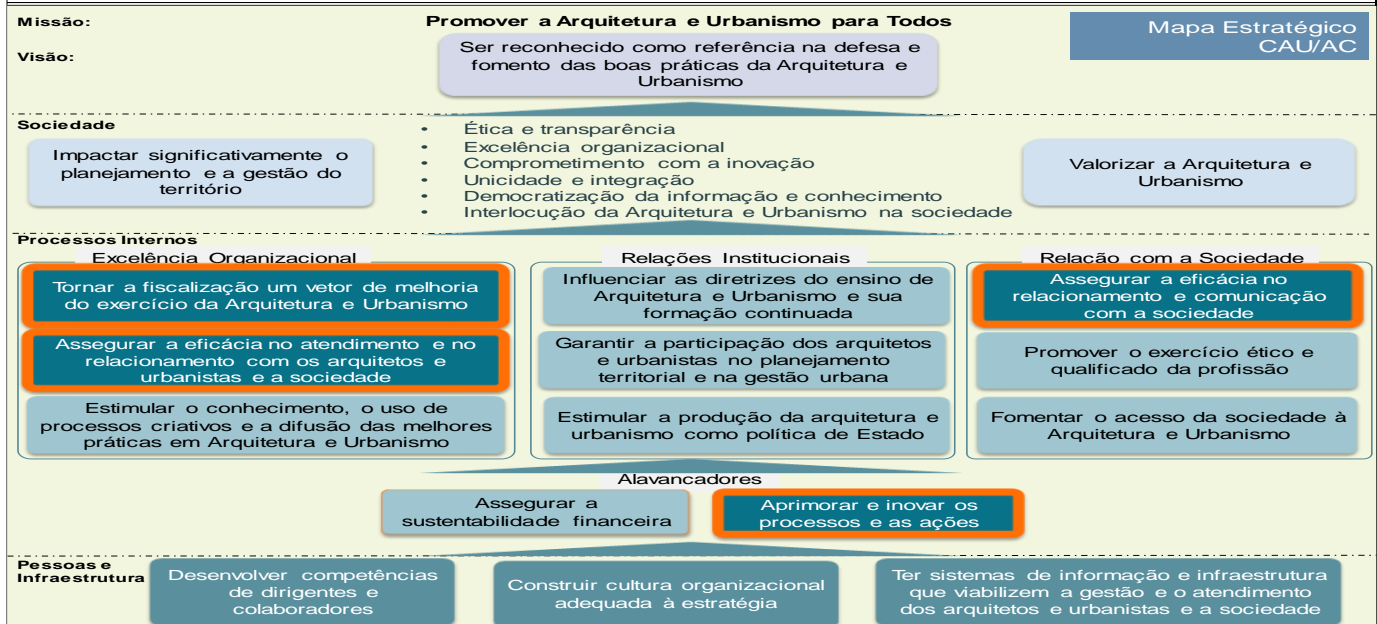 Missão:
Promover a Arquitetura e Urbanismo para Todos
Mapa Estratégico
CAU/AC
Visão:
Ser reconhecido como referência na defesa e
fomento das boas práticas da Arquitetura e
Urbanismo
Sociedade
Impactar significativamente o
planejamento e a gestão do
território
• Ética e transparência
• Excelência organizacional
• Comprometimento com a inovação
• Unicidade e integração
• Democratização da informação e conhecimento
• Interlocução da Arquitetura e Urbanismo na sociedade
Valorizar a Arquitetura e
Urbanismo
Processos Internos
Excelência Organizacional
Tornar a fiscalização um vetor de melhoria
do exercício da Arquitetura e Urbanismo
Assegurar a eficácia no atendimento e no
relacionamento com os arquitetos e
urbanistas e a sociedade
Estimular o conhecimento, o uso de
processos criativos e a difusão das melhores
práticas em Arquitetura e Urbanismo
Relações Institucionais
Influenciar as diretrizes do ensino de
Arquitetura e Urbanismo e sua
formação continuada
Garantir a participação dos arquitetos
e urbanistas no planejamento
territorial e na gestão urbana
Estimular a produção da arquitetura e
urbanismo como política de Estado
Relação com a Sociedade
Assegurar a eficácia no
relacionamento e comunicação
com a sociedade
Promover o exercício ético e
qualificado da profissão
Fomentar o acesso da sociedade à
Arquitetura e Urbanismo
Alavancadores
Assegurar a
sustentabilidade financeira
Aprimorar e inovar os
processos e as ações
Pessoas e
Infraestrutura
Desenvolver competências
de dirigentes e
colaboradores
Construir cultura organizacional
adequada à estratégia
Ter sistemas de informação e infraestrutura
que viabilizem a gestão e o atendimento
dos arquitetos e urbanistas e a sociedade